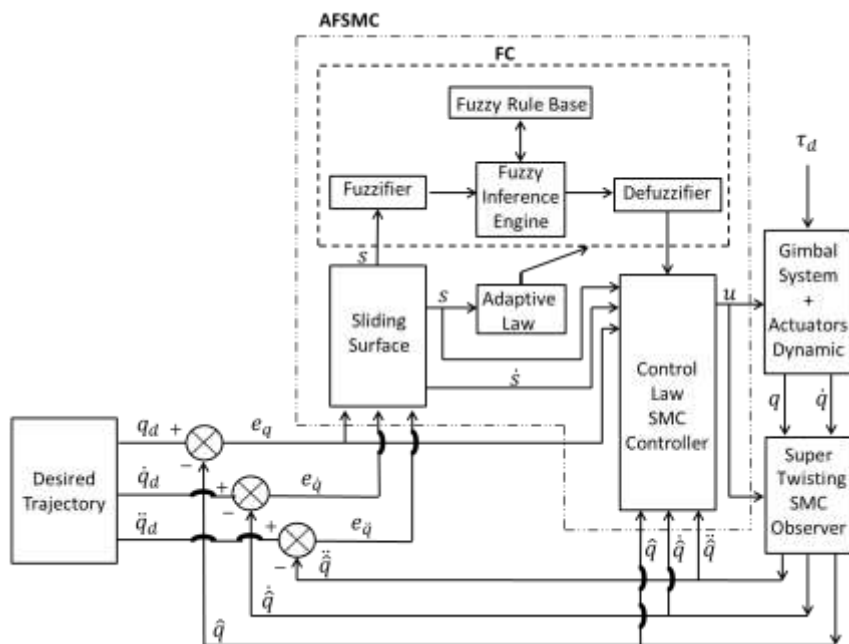 AFSMC
FC
Fuzzy Rule Base
τ_d
Fuzzifier
Fuzzy
Inference
Engine
Defuzzifier
Gimbal
System
+
Actuators
Dynamic
s
s
u
Sliding
Surface
Adaptive
Law
ṡ
Control
Law
SMC
Controller
q
q̇
q_d
+
e_q
−
Desired
Trajectory
q̇_d
+
e_q̇
−
Super
Twisting
SMC
Observer
q̈_d
+
e_q̈
−
q̈̂
q̂
q̇̂
q̈̂
q̇̂
q̂